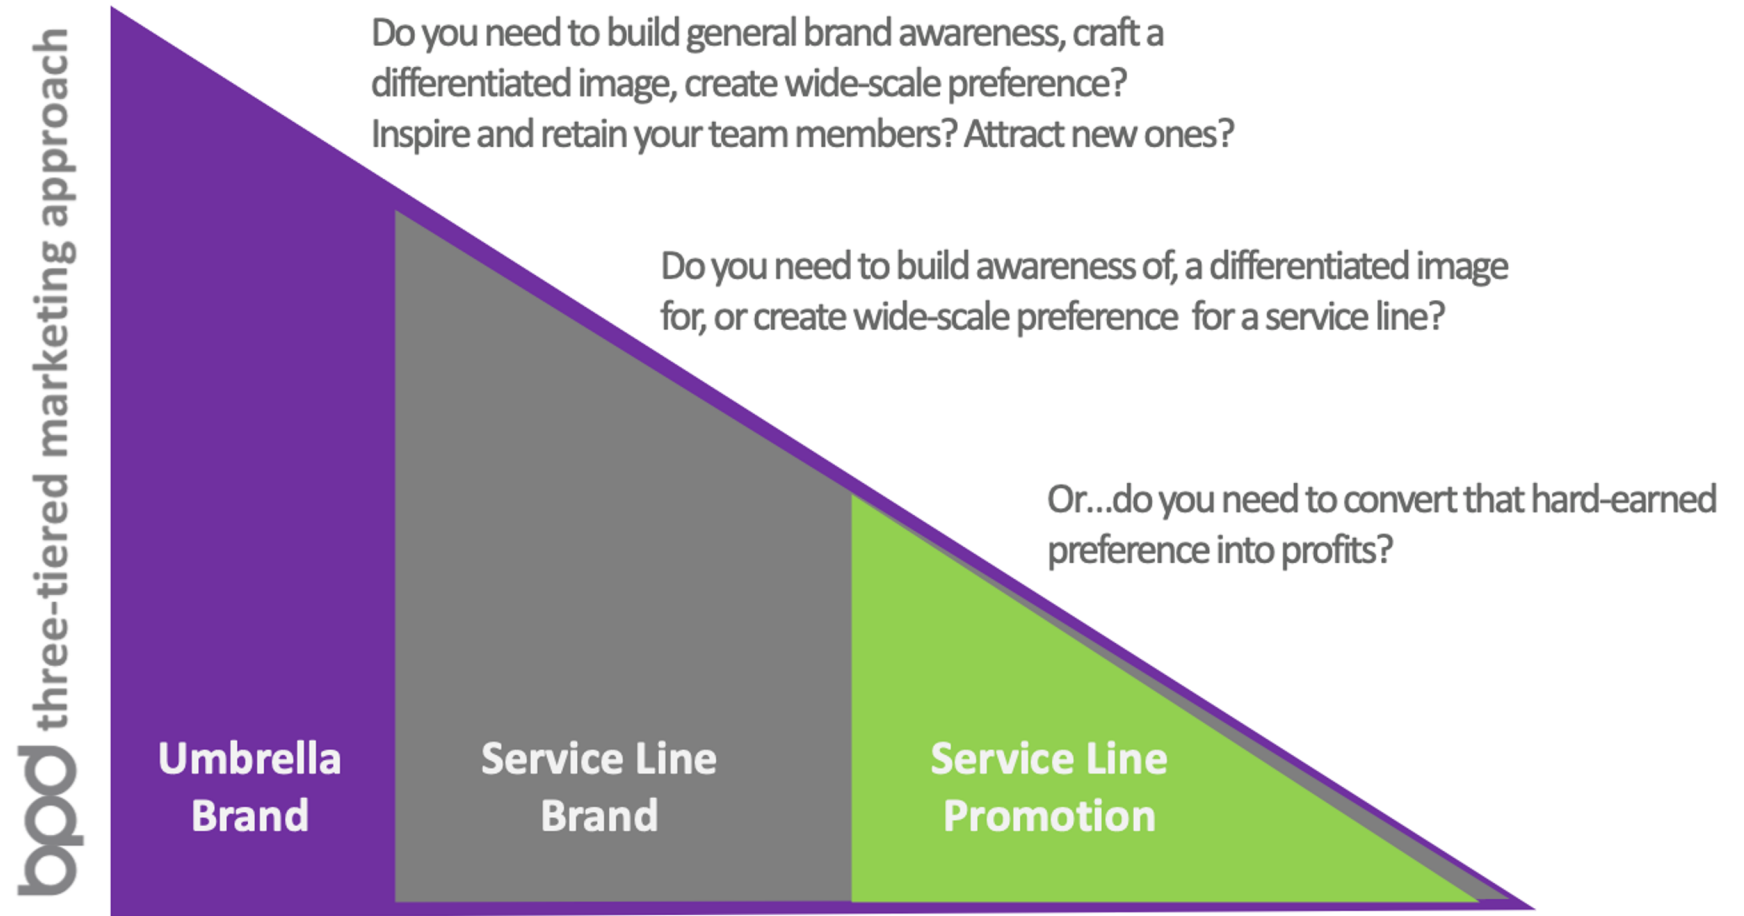 bpd three-tiered marketing approach
Do you need to build general brand awareness, craft a
differentiated image, create wide-scale preference?
Inspire and retain your team members? Attract new ones?
Do you need to build awareness of, a differentiated image
for, or create wide-scale preference for a service line?
Or...do you need to convert that hard-earned
preference into profits?
Umbrella
Brand
Service Line
Brand
Service Line
Promotion